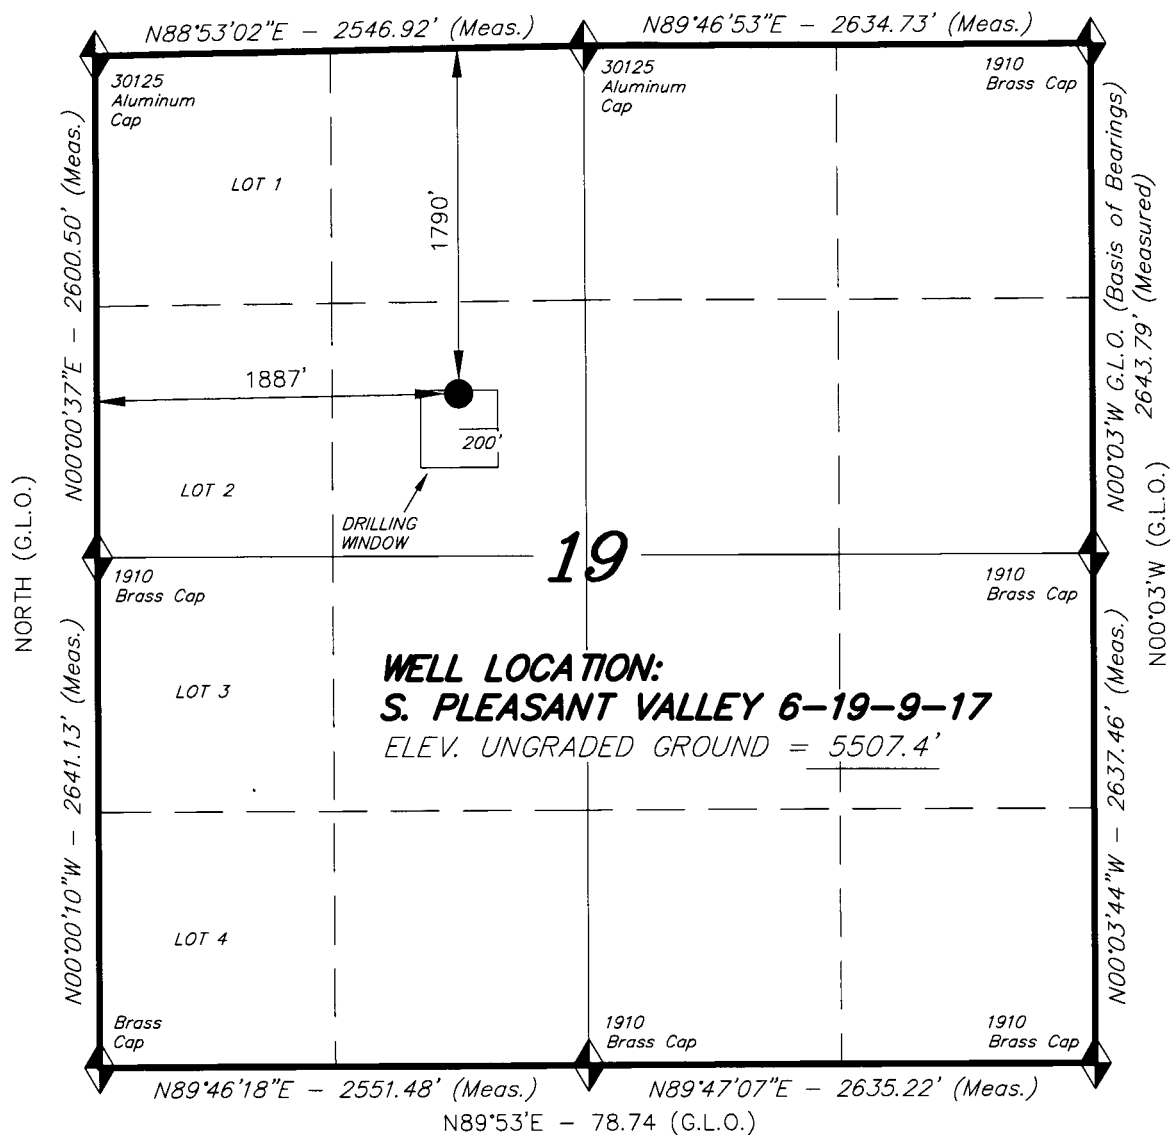 N88°53'02"E - 2546.92' (Meas.)
N89°46'53"E - 2634.73' (Meas.)
30125
Aluminum
Cap
30125
Aluminum
Cap
1910
Brass Cap
N00°00'37"E - 2600.50' (Meas.)
LOT 1
1790'
N00°03'W G.L.O. (Basis of Bearings)
2643.79' (Measured)
1887'
200'
LOT 2
DRILLING
WINDOW
19
NORTH (G.L.O.)
N00°03'W (G.L.O.)
1910
Brass Cap
1910
Brass Cap
N00°00'10"W - 2641.13' (Meas.)
LOT 3
WELL LOCATION:
S. PLEASANT VALLEY 6-19-9-17
ELEV. UNGRADED GROUND = 5507.4'
N00°03'44"W - 2637.46' (Meas.)
LOT 4
Brass
Cap
1910
Brass Cap
1910
Brass Cap
N89°46'18"E - 2551.48' (Meas.)
N89°47'07"E - 2635.22' (Meas.)
N89°53'E - 78.74 (G.L.O.)